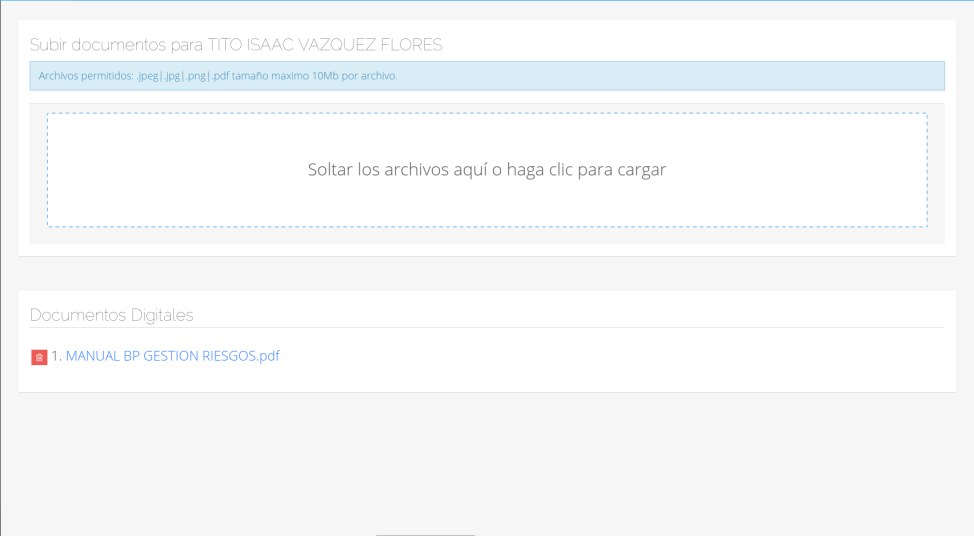 Subir documentos para TITO ISAAC VAZQUEZ FLORES
Archivos permitidos: .jpeg|.jpg|.png|.pdf tamaño maximo 10Mb por archivo.
Soltar los archivos aquí o haga clic para cargar
Documentos Digitales
1. MANUAL BP GESTION RIESGOS.pdf